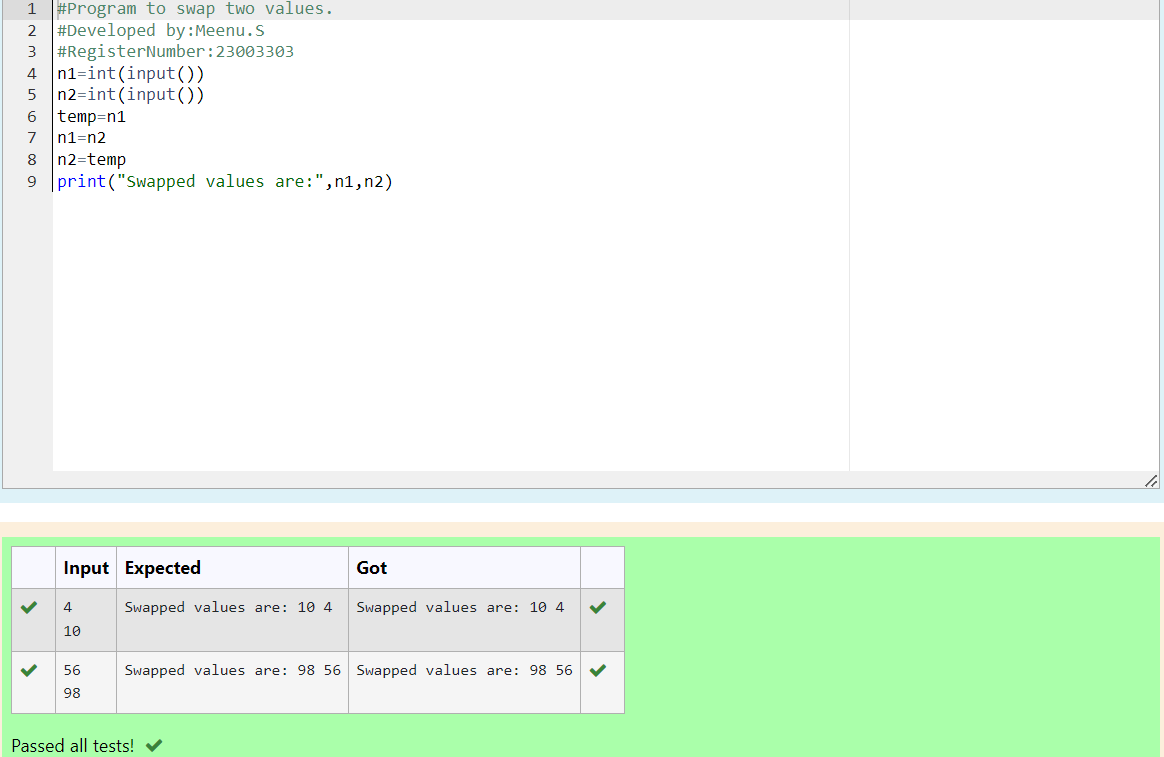 1 #Program to swap two values.
2 #Developed by:Meenu.S
3 #RegisterNumber:23003303
4 n1=int(input())
5 n2=int(input())
6 temp=n1
7 n1=n2
8 n2=temp
9 print("Swapped values are:",n1,n2)
Input Expected Got
4 Swapped values are: 10 4 Swapped values are: 10 4
10
56 Swapped values are: 98 56 Swapped values are: 98 56
98
Passed all tests!